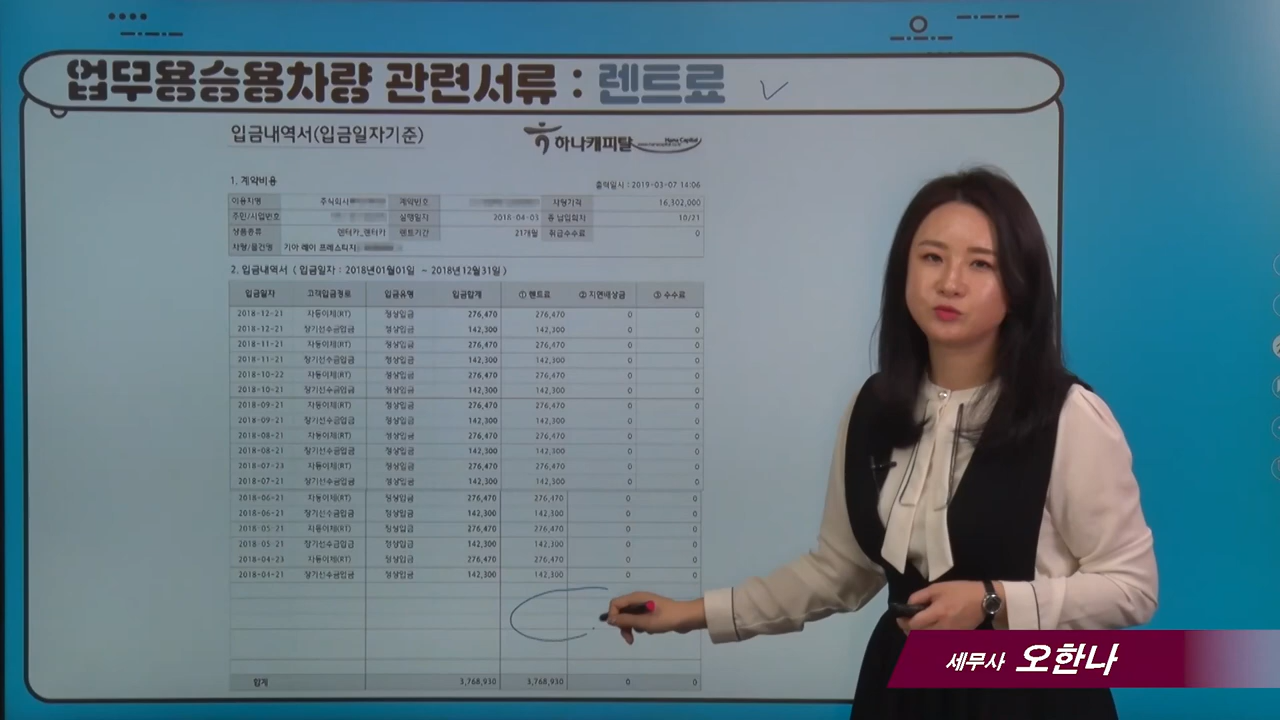 업무용승용차량 관련서류 : 렌트료
입금내역서(입금일자기준)
하나캐피탈
Hana Capital
1. 계약비용
출력일시 : 2019-03-07 14:06
이용자명 주식회사 계약번호 차량가격 16,302,000
주민/사업번호 실행일자 2018-04-03 총 납입회차 10/21
상품종류 렌터카_렌터카 렌트기간 21개월 취급수수료 0
차량/물건명 기아 레이 프레스티지
2. 입금내역서 ( 입금일자 : 2018년01월01일 ~ 2018년12월31일 )
입금일자 고객입금경로 입금유형 입금합계 ① 렌트료 ② 지연배상금 ③ 수수료
2018-12-21 자동이체(RT) 정상입금 276,470 276,470 0 0
2018-12-21 장기선수금입금 정상입금 142,300 142,300 0 0
2018-11-21 자동이체(RT) 정상입금 276,470 276,470 0 0
2018-11-21 장기선수금입금 정상입금 142,300 142,300 0 0
2018-10-22 자동이체(RT) 정상입금 276,470 276,470 0 0
2018-10-21 장기선수금입금 정상입금 142,300 142,300 0 0
2018-09-21 자동이체(RT) 정상입금 276,470 276,470 0 0
2018-09-21 장기선수금입금 정상입금 142,300 142,300 0 0
2018-08-21 자동이체(RT) 정상입금 276,470 276,470 0 0
2018-08-21 장기선수금입금 정상입금 142,300 142,300 0 0
2018-07-23 자동이체(RT) 정상입금 276,470 276,470 0 0
2018-07-21 장기선수금입금 정상입금 142,300 142,300 0 0
2018-06-21 자동이체(RT) 정상입금 276,470 276,470 0 0
2018-06-21 장기선수금입금 정상입금 142,300 142,300 0 0
2018-05-21 자동이체(RT) 정상입금 276,470 276,470 0 0
2018-05-21 장기선수금입금 정상입금 142,300 142,300 0 0
2018-04-23 자동이체(RT) 정상입금 276,470 276,470 0 0
2018-04-21 장기선수금입금 정상입금 142,300 142,300 0 0
합계 3,768,930 3,768,930 0 0
세무사 오한나